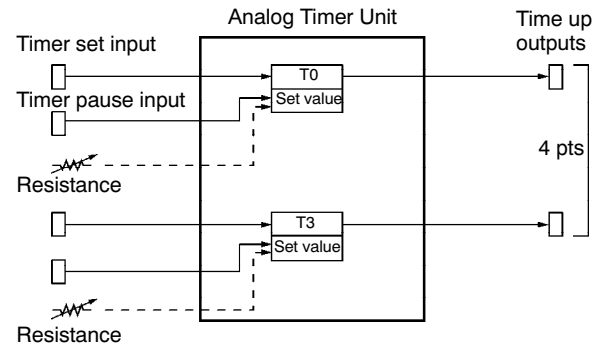 Analog Timer Unit
Time up
outputs
Timer set input
T0
Set value
Timer pause input
4 pts
Resistance
T3
Set value
Resistance